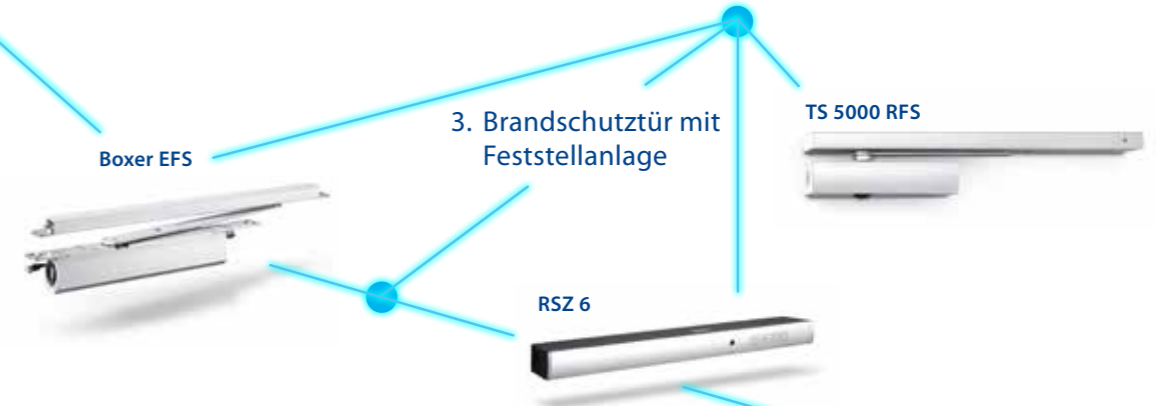 TS 5000 RFS
3. Brandschutztür mit
Feststellanlage
Boxer EFS
RSZ 6